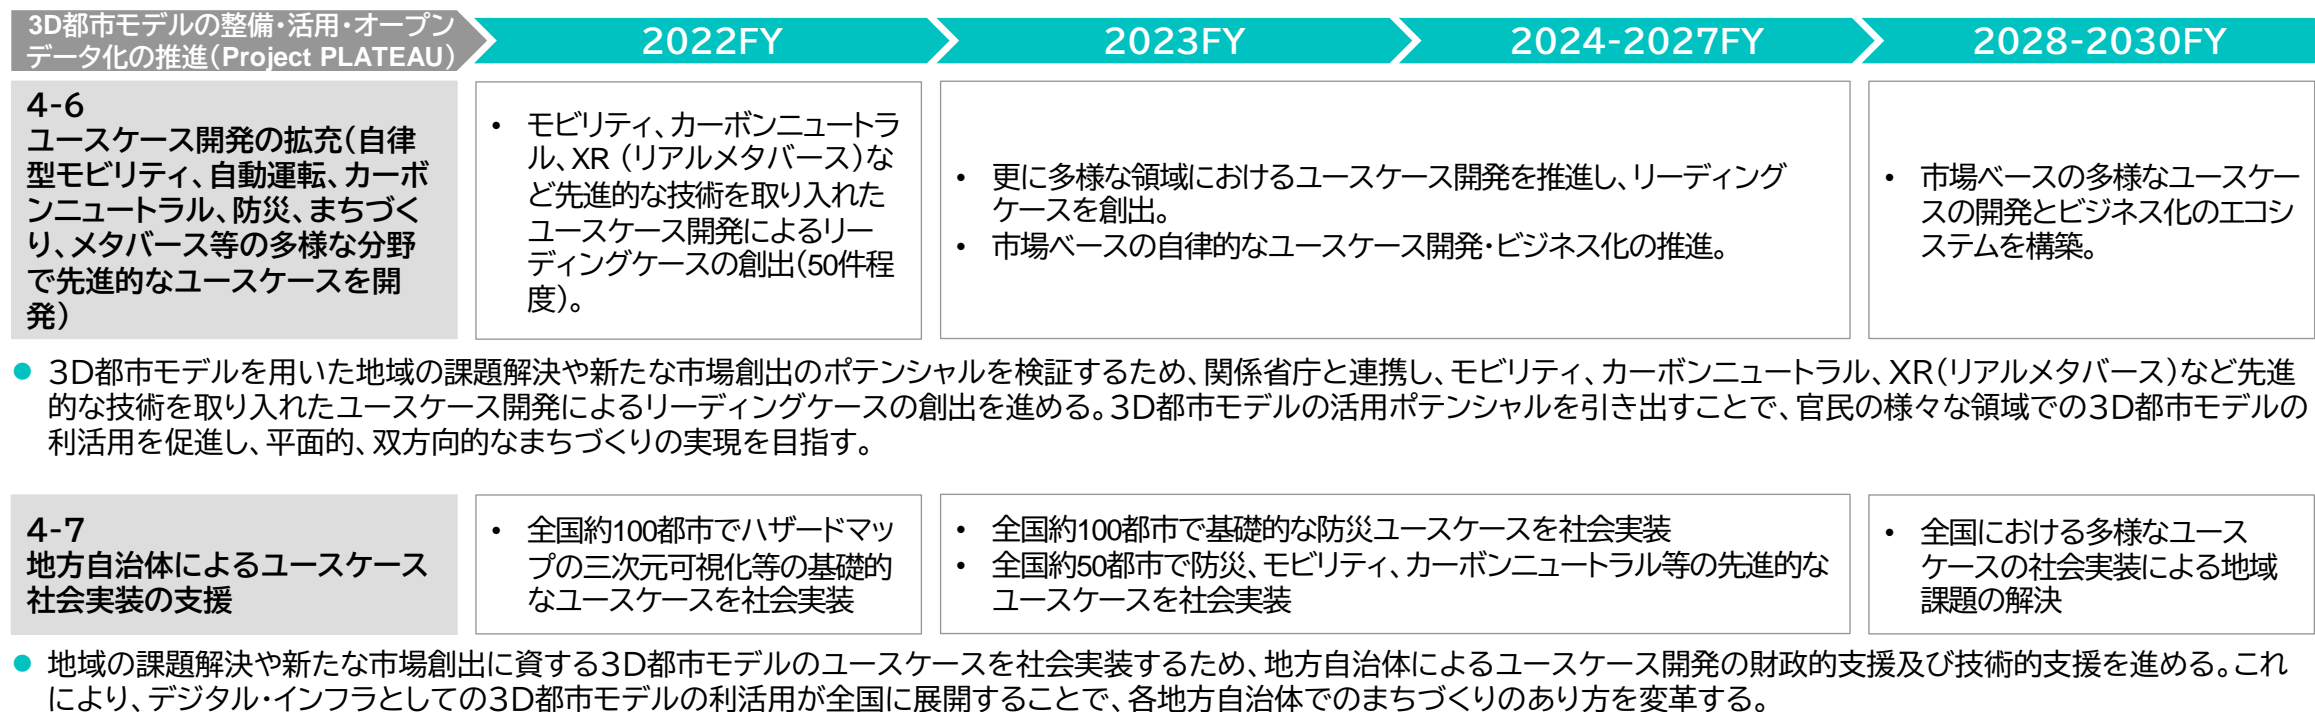 3D都市モデルの整備・活用・オープン
データ化の推進（Project PLATEAU）
2022FY
2023FY
2024-2027FY
2028-2030FY
4-6
ユースケース開発の拡充（自律
型モビリティ、自動運転、カーボ
ンニュートラル、防災、まちづく
り、メタバース等の多様な分野
で先進的なユースケースを開
発）
• モビリティ、カーボンニュートラ
ル、XR（リアルメタバース）な
ど先進的な技術を取り入れた
ユースケース開発によるリー
ディングケースの創出（50件程
度）。
• 更に多様な領域におけるユースケース開発を推進し、リーディング
ケースを創出。
• 市場ベースの自律的なユースケース開発・ビジネス化の推進。
• 市場ベースの多様なユースケー
スの開発とビジネス化のエコシ
ステムを構築。
● 3D都市モデルを用いた地域の課題解決や新たな市場創出のポテンシャルを検証するため、関係省庁と連携し、モビリティ、カーボンニュートラル、XR（リアルメタバース）など先進
的な技術を取り入れたユースケース開発によるリーディングケースの創出を進める。3D都市モデルの活用ポテンシャルを引き出すことで、官民の様々な領域での3D都市モデルの
利活用を促進し、平面的、双方向的なまちづくりの実現を目指す。
4-7
地方自治体によるユースケース
社会実装の支援
• 全国約100都市でハザードマッ
プの三次元可視化等の基礎的
なユースケースを社会実装
• 全国約100都市で基礎的な防災ユースケースを社会実装
• 全国約50都市で防災、モビリティ、カーボンニュートラル等の先進的な
ユースケースを社会実装
• 全国における多様なユース
ケースの社会実装による地域
課題の解決
● 地域の課題解決や新たな市場創出に資する3D都市モデルのユースケースを社会実装するため、地方自治体によるユースケース開発の財政的支援及び技術的支援を進める。これ
により、デジタル・インフラとしての3D都市モデルの利活用が全国に展開することで、各地方自治体でのまちづくりのあり方を変革する。